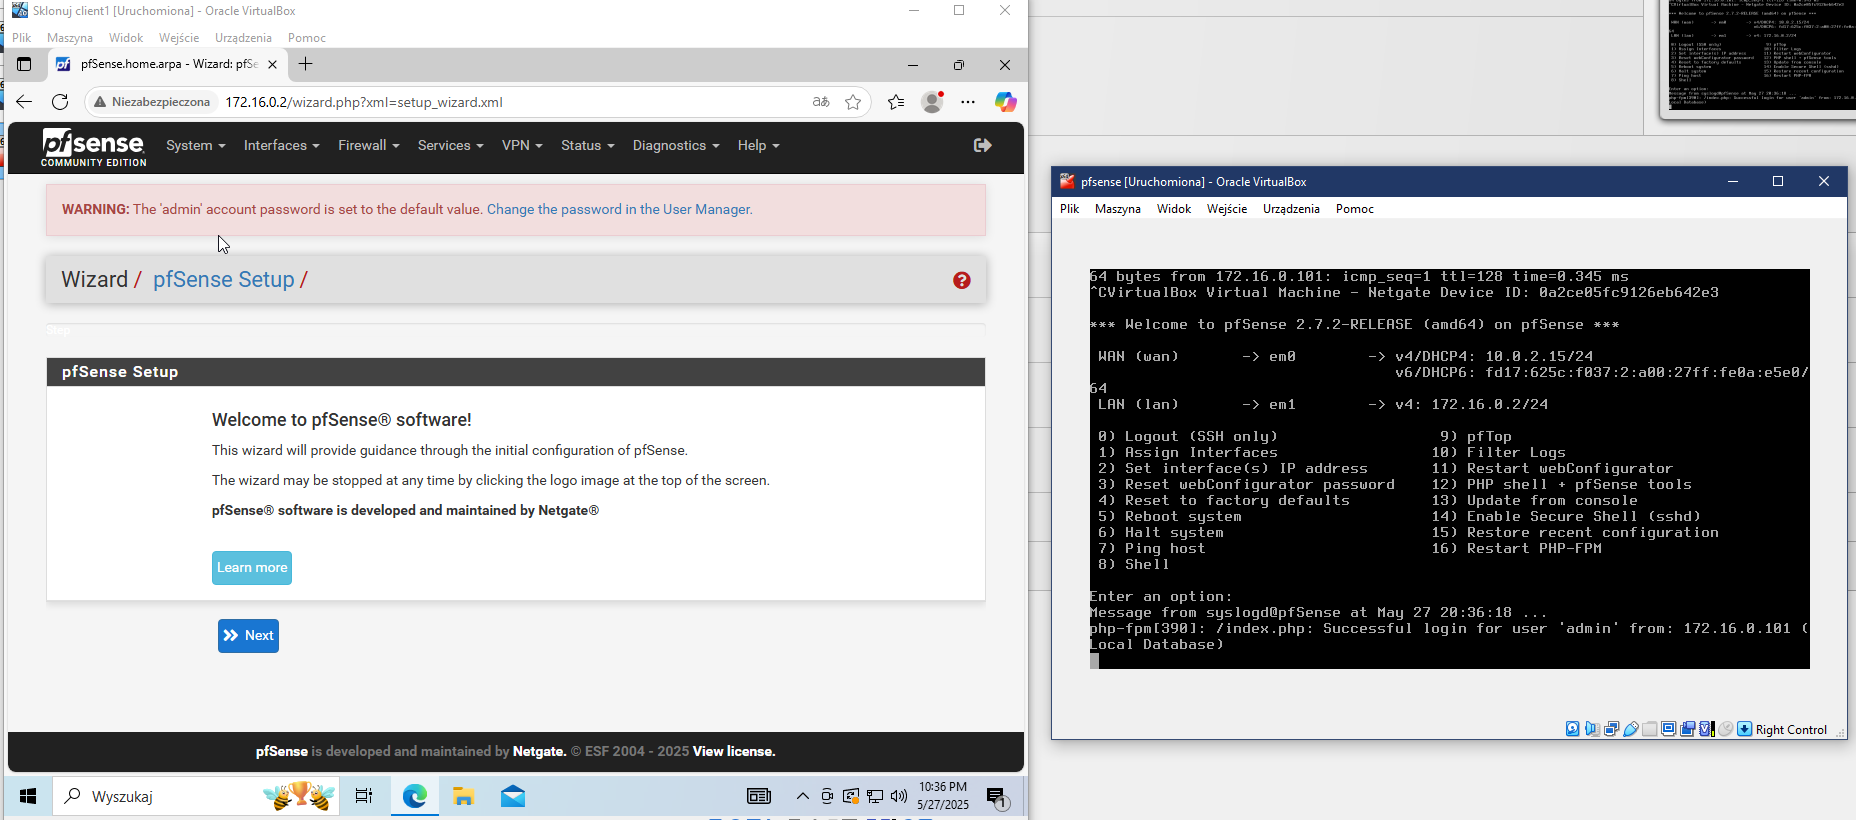 Sklonuj client1 [Uruchomiona] - Oracle VirtualBox
Plik Maszyna Widok Wejście Urządzenia Pomoc
pfSense.home.arpa - Wizard: pfSe
Niezabezpieczona 172.16.0.2/wizard.php?xml=setup_wizard.xml
pfsense
COMMUNITY EDITION
System Interfaces Firewall Services VPN Status Diagnostics Help
WARNING: The 'admin' account password is set to the default value. Change the password in the User Manager.
Wizard / pfSense Setup /
Step
pfSense Setup
Welcome to pfSense® software!
This wizard will provide guidance through the initial configuration of pfSense.
The wizard may be stopped at any time by clicking the logo image at the top of the screen.
pfSense® software is developed and maintained by Netgate®
Learn more
Next
pfSense is developed and maintained by Netgate. © ESF 2004 - 2025 View license.
Wyszukaj
10:36 PM
5/27/2025
1
pfsense [Uruchomiona] - Oracle VirtualBox
Plik Maszyna Widok Wejście Urządzenia Pomoc
64 bytes from 172.16.0.101: icmp_seq=1 ttl=128 time=0.345 ms
^CVirtualBox Virtual Machine - Netgate Device ID: 0a2ce05fc9126eb642e3
*** Welcome to pfSense 2.7.2-RELEASE (amd64) on pfSense ***
WAN (wan) -> em0 -> v4/DHCP4: 10.0.2.15/24
v6/DHCP6: fd17:625c:f037:2:a00:27ff:fe0a:e5e0/
64
LAN (lan) -> em1 -> v4: 172.16.0.2/24
0) Logout (SSH only) 9) pfTop
1) Assign Interfaces 10) Filter Logs
2) Set interface(s) IP address 11) Restart webConfigurator
3) Reset webConfigurator password 12) PHP shell + pfSense tools
4) Reset to factory defaults 13) Update from console
5) Reboot system 14) Enable Secure Shell (sshd)
6) Halt system 15) Restore recent configuration
7) Ping host 16) Restart PHP-FPM
8) Shell
Enter an option:
Message from syslogd@pfSense at May 27 20:36:18 ...
php-fpm[390]: /index.php: Successful login for user 'admin' from: 172.16.0.101 (
Local Database)
Right Control